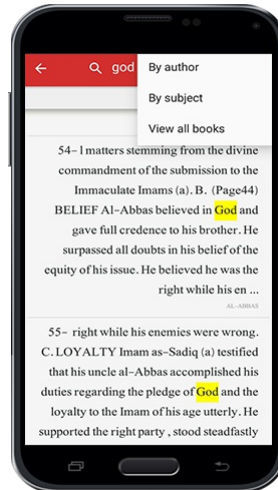 god
By author
By subject
View all books
54- l matters stemming from the divine
commandment of the submission to the
Immaculate Imams (a). B. (Page44)
BELIEF Al-Abbas believed in God and
gave full credence to his brother. He
surpassed all doubts in his belief of the
equity of his issue. He believed he was the
right while his en ...
AL-ABBAS
55- right while his enemies were wrong.
C. LOYALTY Imam as-Sadiq (a) testified
that his uncle al-Abbas accomplished his
duties regarding the pledge of God and the
loyalty to the Imam of his age utterly. He
supported the right party , stood steadfastly